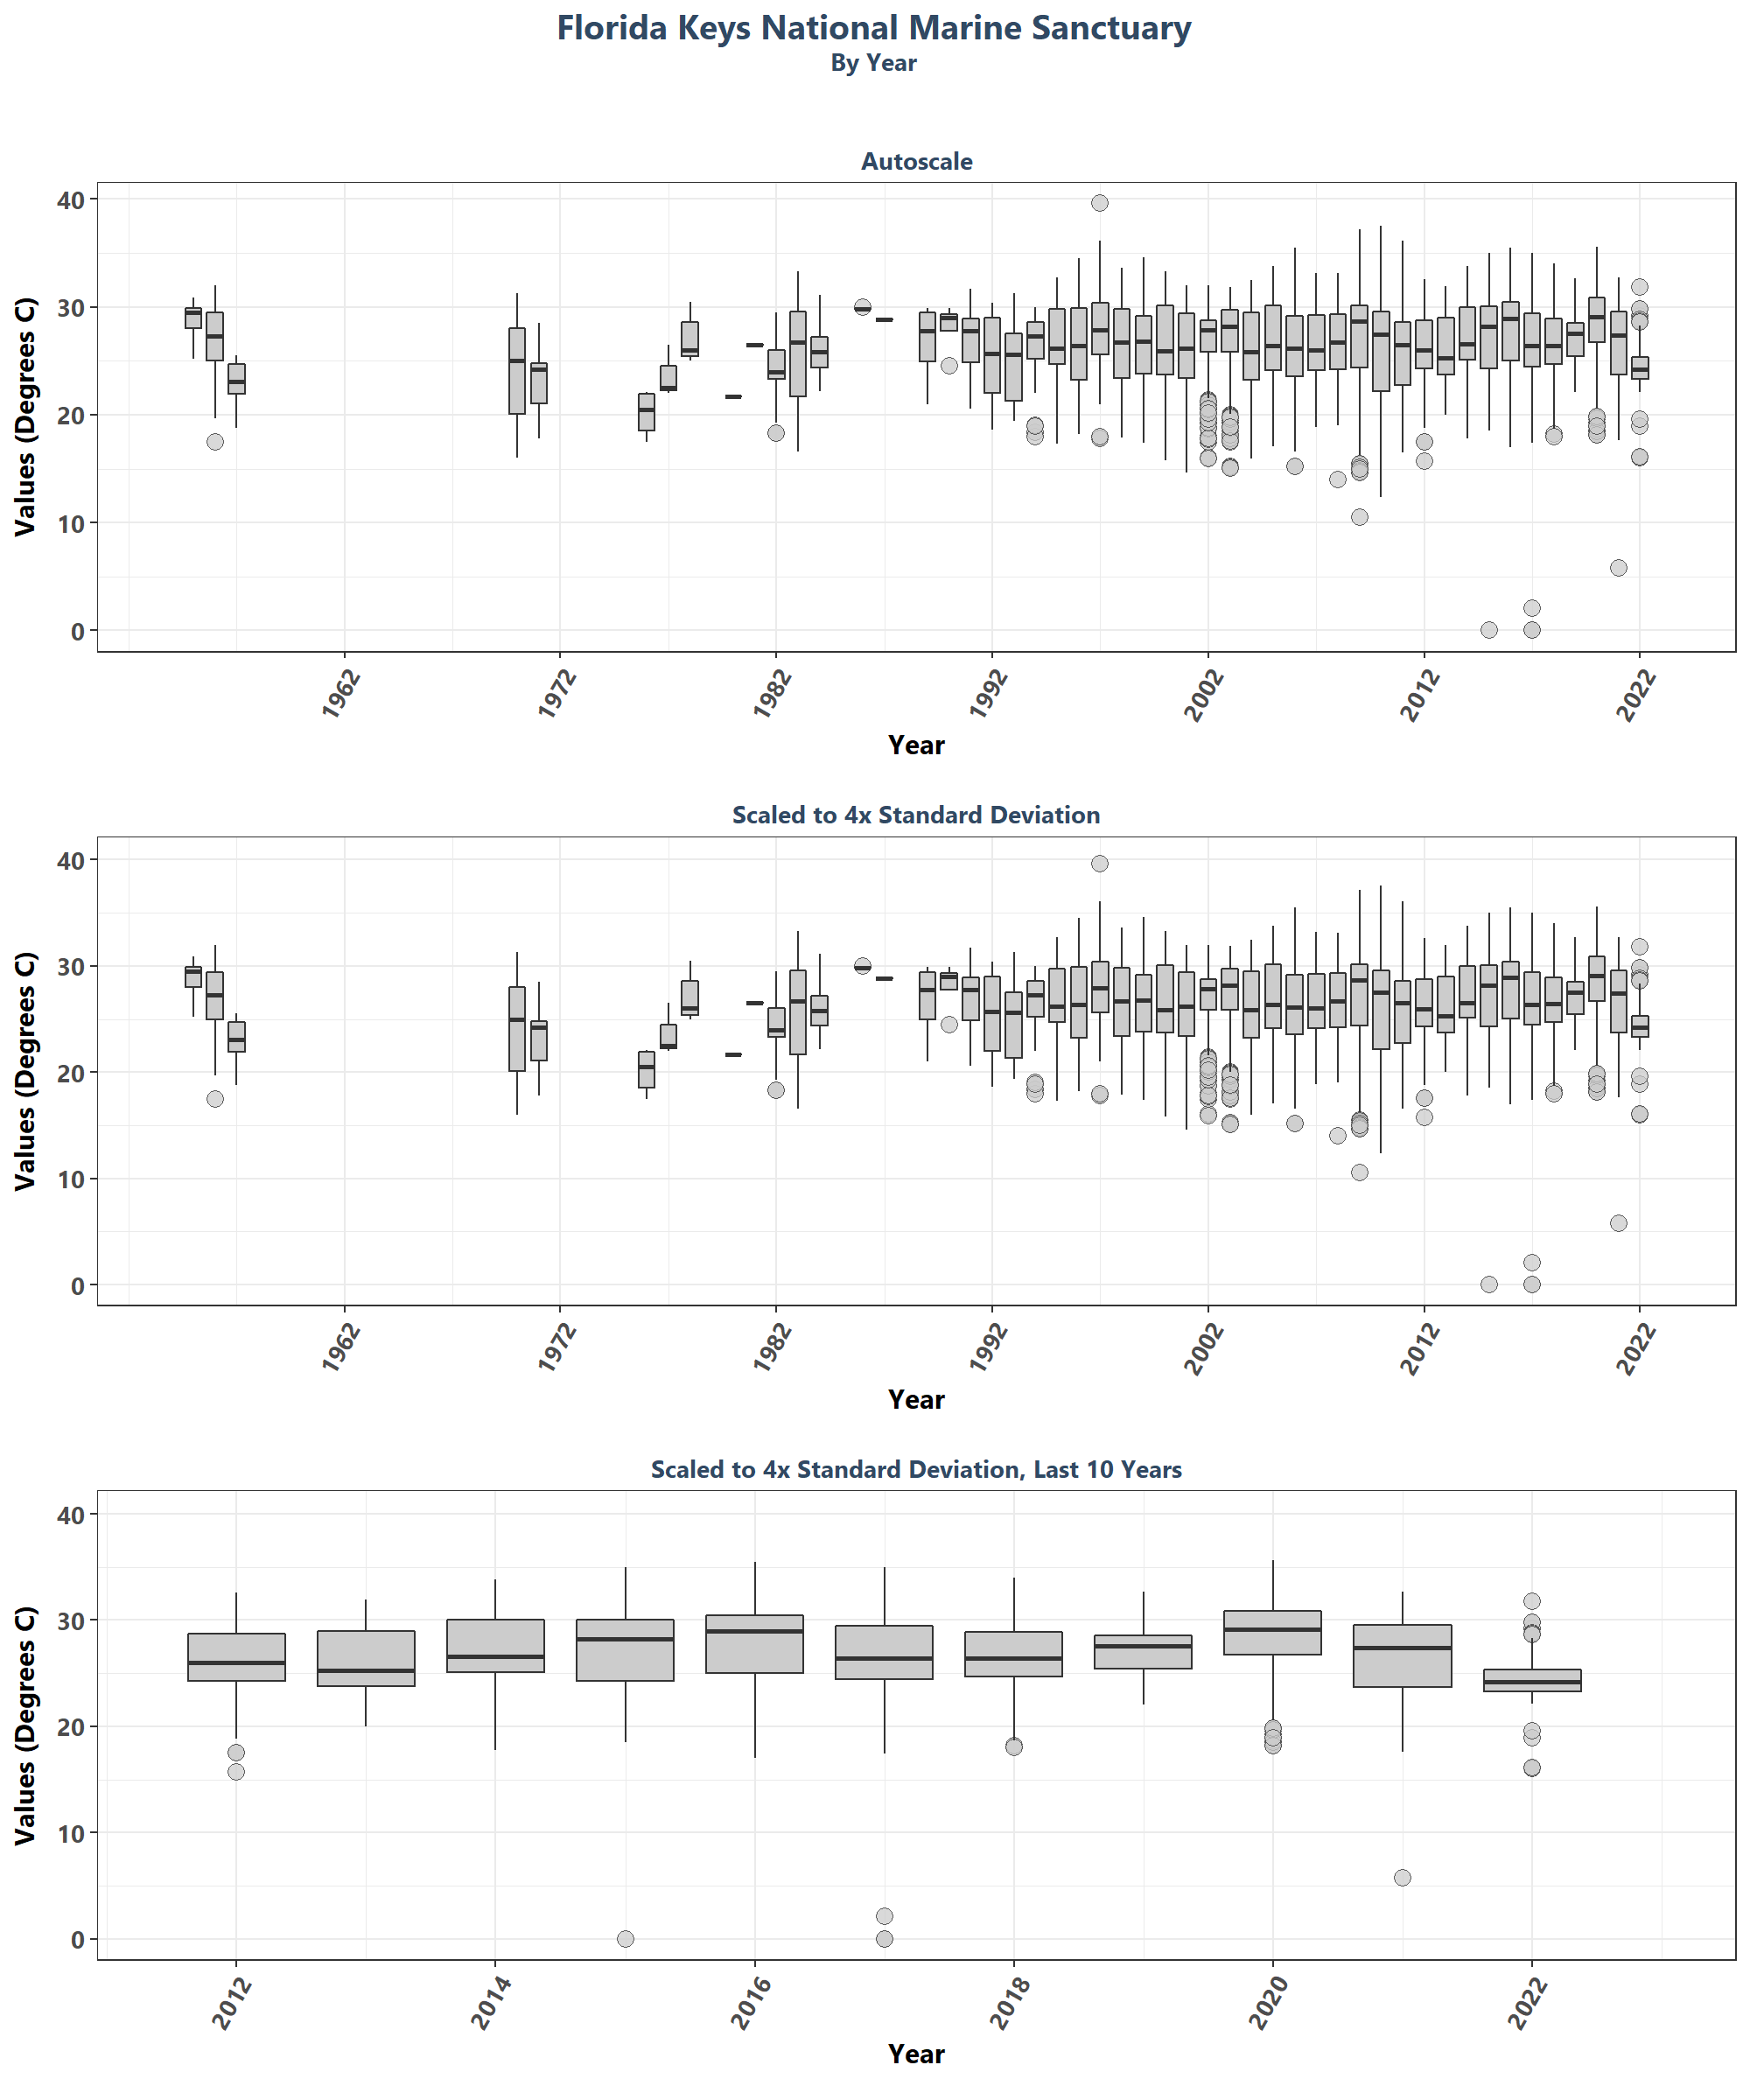 Florida Keys National Marine Sanctuary
By Year
Autoscale
Values (Degrees C)
40
30
20
10
0
1962 1972 1982 1992 2002 2012 2022
Year
Scaled to 4x Standard Deviation
Values (Degrees C)
40
30
20
10
0
1962 1972 1982 1992 2002 2012 2022
Year
Scaled to 4x Standard Deviation, Last 10 Years
Values (Degrees C)
40
30
20
10
0
2012 2014 2016 2018 2020 2022
Year